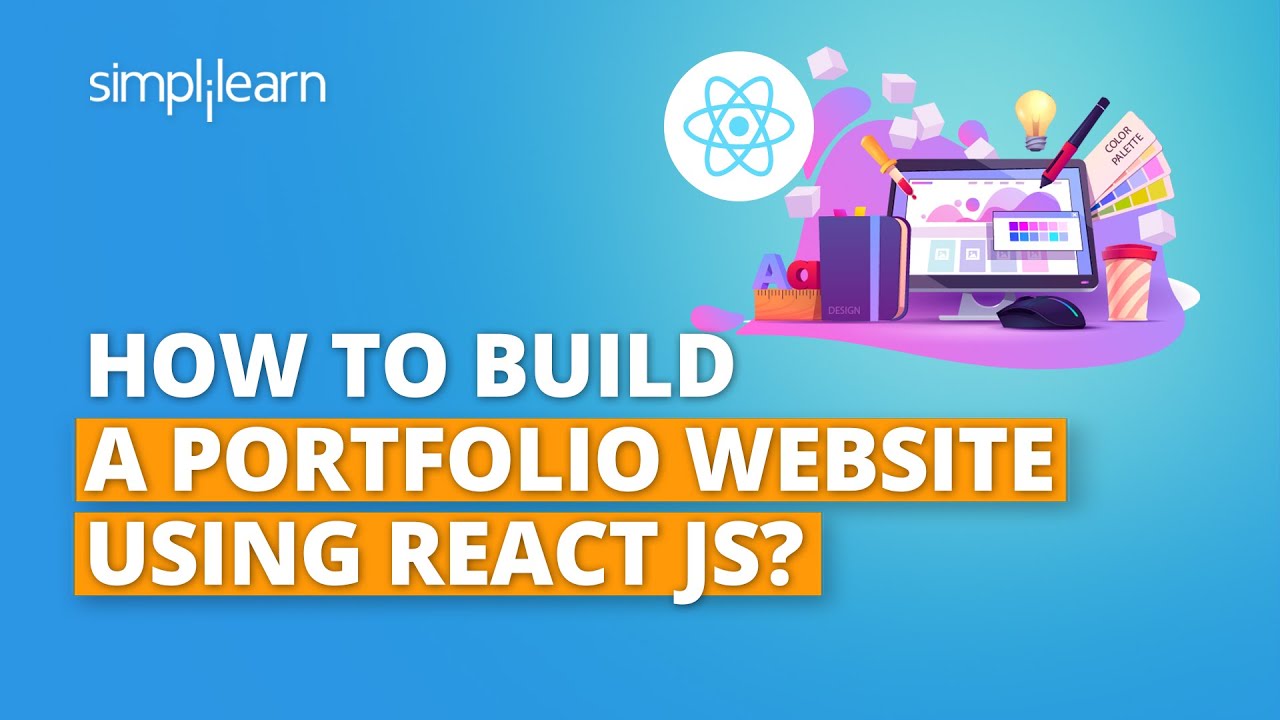 simplilearn
COLOR
PALETTE
Aa
DESIGN
HOW TO BUILD
A PORTFOLIO WEBSITE
USING REACT JS?